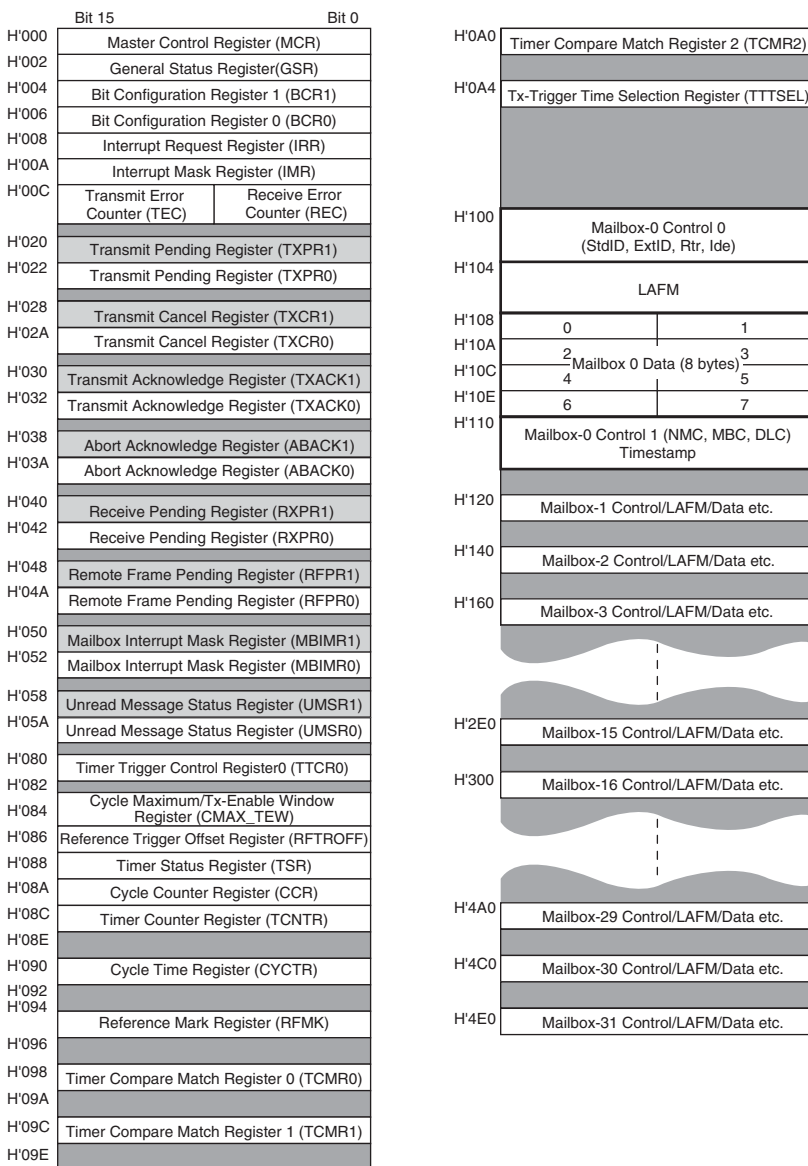 Bit 15 Bit 0
H'000 Master Control Register (MCR)
H'002 General Status Register(GSR)
H'004 Bit Configuration Register 1 (BCR1)
H'006 Bit Configuration Register 0 (BCR0)
H'008 Interrupt Request Register (IRR)
H'00A Interrupt Mask Register (IMR)
H'00C Transmit Error Receive Error
Counter (TEC) Counter (REC)
H'020 Transmit Pending Register (TXPR1)
H'022 Transmit Pending Register (TXPR0)
H'028 Transmit Cancel Register (TXCR1)
H'02A Transmit Cancel Register (TXCR0)
H'030 Transmit Acknowledge Register (TXACK1)
H'032 Transmit Acknowledge Register (TXACK0)
H'038 Abort Acknowledge Register (ABACK1)
H'03A Abort Acknowledge Register (ABACK0)
H'040 Receive Pending Register (RXPR1)
H'042 Receive Pending Register (RXPR0)
H'048 Remote Frame Pending Register (RFPR1)
H'04A Remote Frame Pending Register (RFPR0)
H'050 Mailbox Interrupt Mask Register (MBIMR1)
H'052 Mailbox Interrupt Mask Register (MBIMR0)
H'058 Unread Message Status Register (UMSR1)
H'05A Unread Message Status Register (UMSR0)
H'080 Timer Trigger Control Register0 (TTCR0)
H'082
H'084 Cycle Maximum/Tx-Enable Window
Register (CMAX_TEW)
H'086 Reference Trigger Offset Register (RFTROFF)
H'088 Timer Status Register (TSR)
H'08A Cycle Counter Register (CCR)
H'08C Timer Counter Register (TCNTR)
H'08E
H'090 Cycle Time Register (CYCTR)
H'092
H'094
Reference Mark Register (RFMK)
H'096
H'098 Timer Compare Match Register 0 (TCMR0)
H'09A
H'09C Timer Compare Match Register 1 (TCMR1)
H'09E
H'0A0 Timer Compare Match Register 2 (TCMR2)
H'0A4 Tx-Trigger Time Selection Register (TTTSEL)
H'100 Mailbox-0 Control 0
(StdID, ExtID, Rtr, Ide)
H'104 LAFM
H'108 0 1
H'10A 2 3
Mailbox 0 Data (8 bytes)
H'10C 4 5
H'10E 6 7
H'110 Mailbox-0 Control 1 (NMC, MBC, DLC)
Timestamp
H'120 Mailbox-1 Control/LAFM/Data etc.
H'140 Mailbox-2 Control/LAFM/Data etc.
H'160 Mailbox-3 Control/LAFM/Data etc.
H'2E0 Mailbox-15 Control/LAFM/Data etc.
H'300 Mailbox-16 Control/LAFM/Data etc.
H'4A0 Mailbox-29 Control/LAFM/Data etc.
H'4C0 Mailbox-30 Control/LAFM/Data etc.
H'4E0 Mailbox-31 Control/LAFM/Data etc.